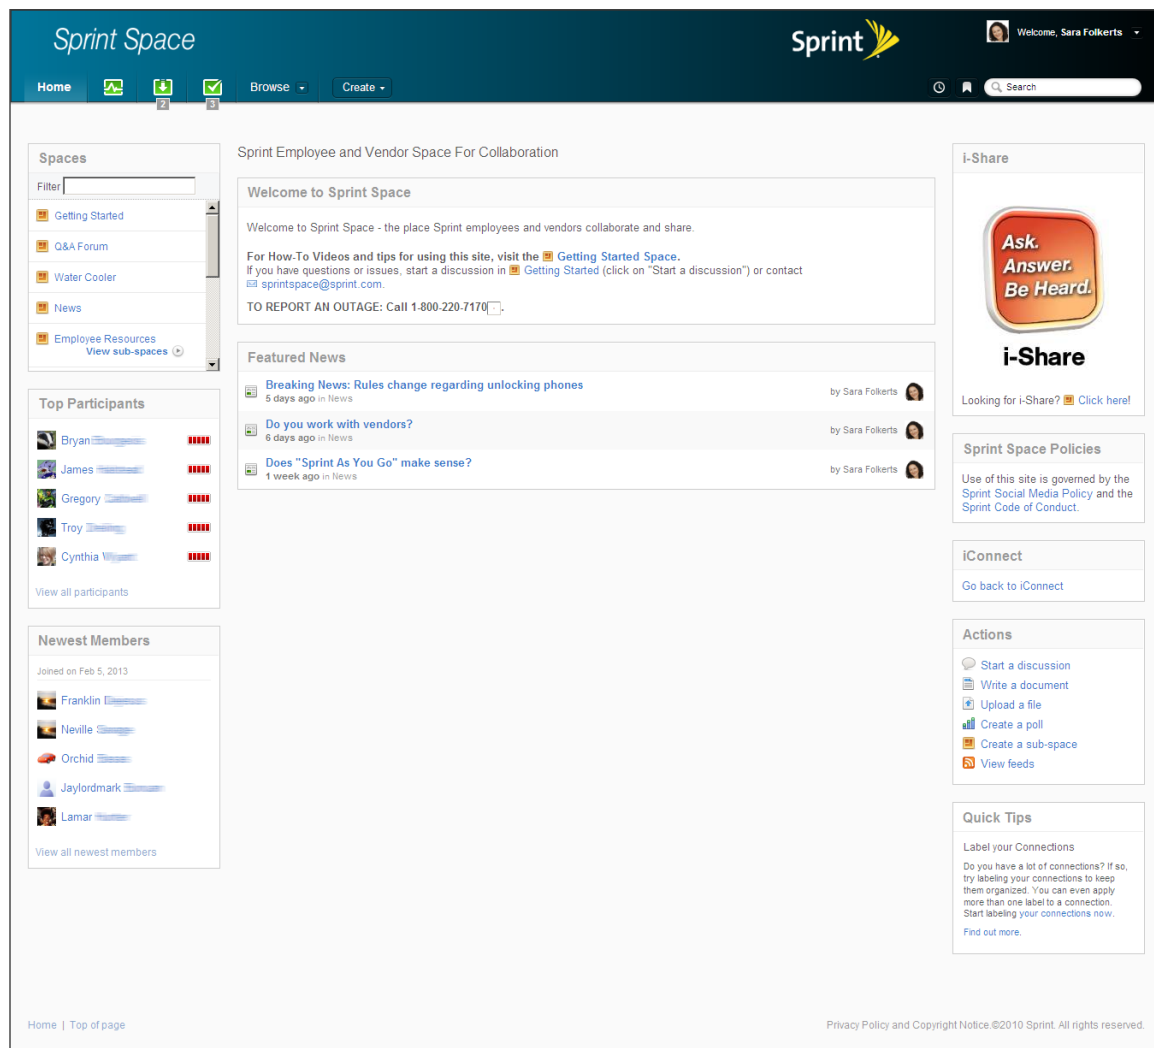 Sprint Space
Sprint
Welcome, Sara Folkerts
Home
2
3
Browse
Create
Search
Spaces
Filter
Getting Started
Q&A Forum
Water Cooler
News
Employee Resources
View sub-spaces
Top Participants
Bryan
James
Gregory
Troy
Cynthia
View all participants
Newest Members
Joined on Feb 5, 2013
Franklin
Neville
Orchid
Jaylordmark
Lamar
View all newest members
Sprint Employee and Vendor Space For Collaboration
Welcome to Sprint Space
Welcome to Sprint Space - the place Sprint employees and vendors collaborate and share.
For How-To Videos and tips for using this site, visit the Getting Started Space.
If you have questions or issues, start a discussion in Getting Started (click on "Start a discussion") or contact
sprintspace@sprint.com.
TO REPORT AN OUTAGE: Call 1-800-220-7170.
Featured News
Breaking News: Rules change regarding unlocking phones
5 days ago in News
by Sara Folkerts
Do you work with vendors?
6 days ago in News
by Sara Folkerts
Does "Sprint As You Go" make sense?
1 week ago in News
by Sara Folkerts
i-Share
Ask.
Answer.
Be Heard.
i-Share
Looking for i-Share? Click here!
Sprint Space Policies
Use of this site is governed by the
Sprint Social Media Policy and the
Sprint Code of Conduct.
iConnect
Go back to iConnect
Actions
Start a discussion
Write a document
Upload a file
Create a poll
Create a sub-space
View feeds
Quick Tips
Label your Connections
Do you have a lot of connections? If so,
try labeling your connections to keep
them organized. You can even apply
more than one label to a connection.
Start labeling your connections now.
Find out more.
Home | Top of page
Privacy Policy and Copyright Notice.©2010 Sprint. All rights reserved.